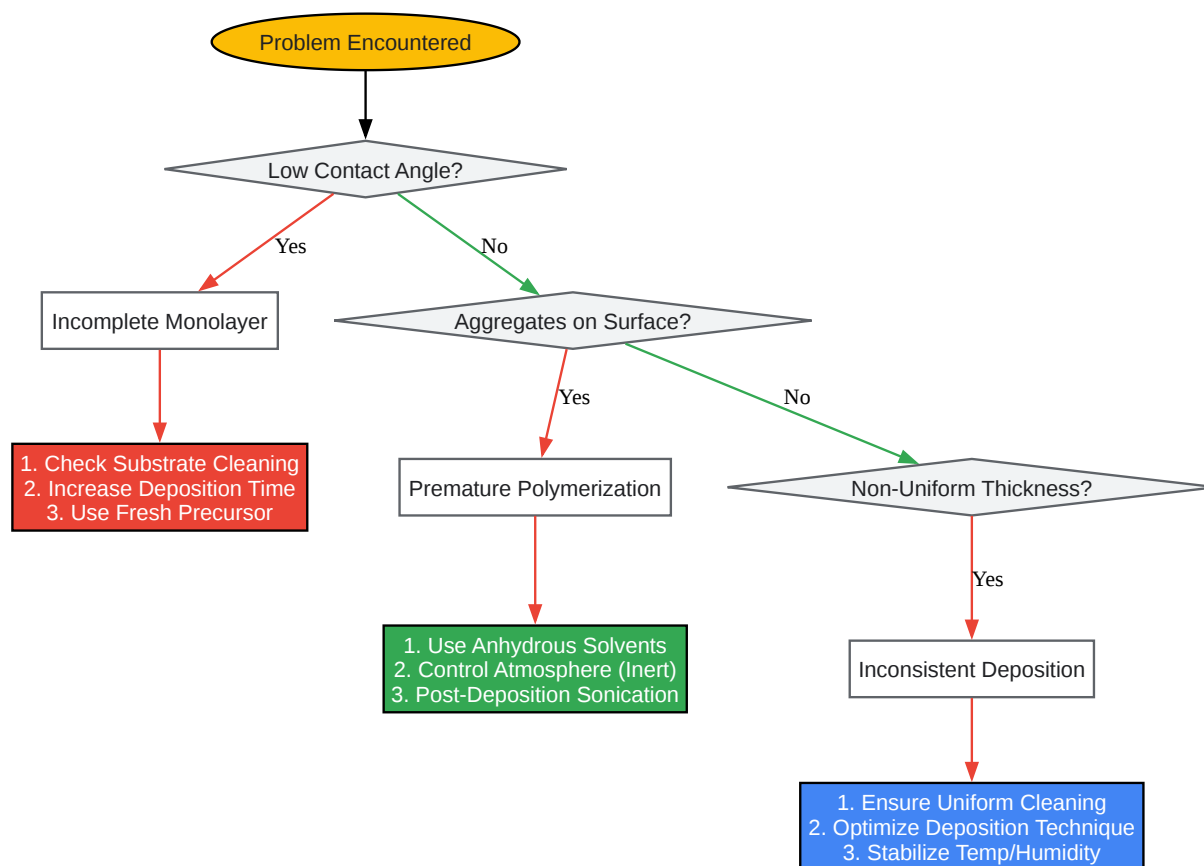 Problem Encountered
Low Contact Angle?
Yes
No
Incomplete Monolayer
Aggregates on Surface?
Yes
No
1. Check Substrate Cleaning
2. Increase Deposition Time
3. Use Fresh Precursor
Premature Polymerization
Non-Uniform Thickness?
Yes
1. Use Anhydrous Solvents
2. Control Atmosphere (Inert)
3. Post-Deposition Sonication
Inconsistent Deposition
1. Ensure Uniform Cleaning
2. Optimize Deposition Technique
3. Stabilize Temp/Humidity